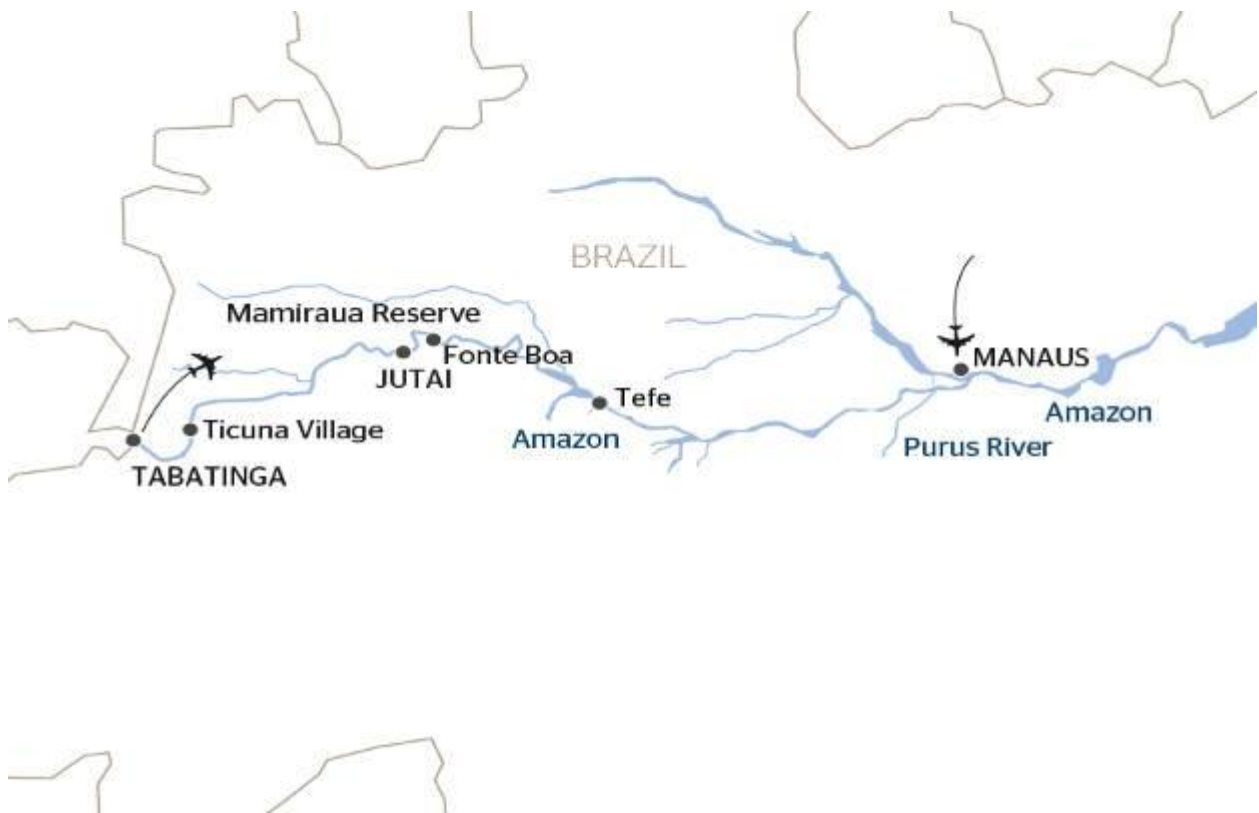 BRAZIL
Mamiraua Reserve
Fonte Boa
MANAUS
JUTAI
Tefe
Amazon
Ticuna Village
Amazon
Purus River
TABATINGA